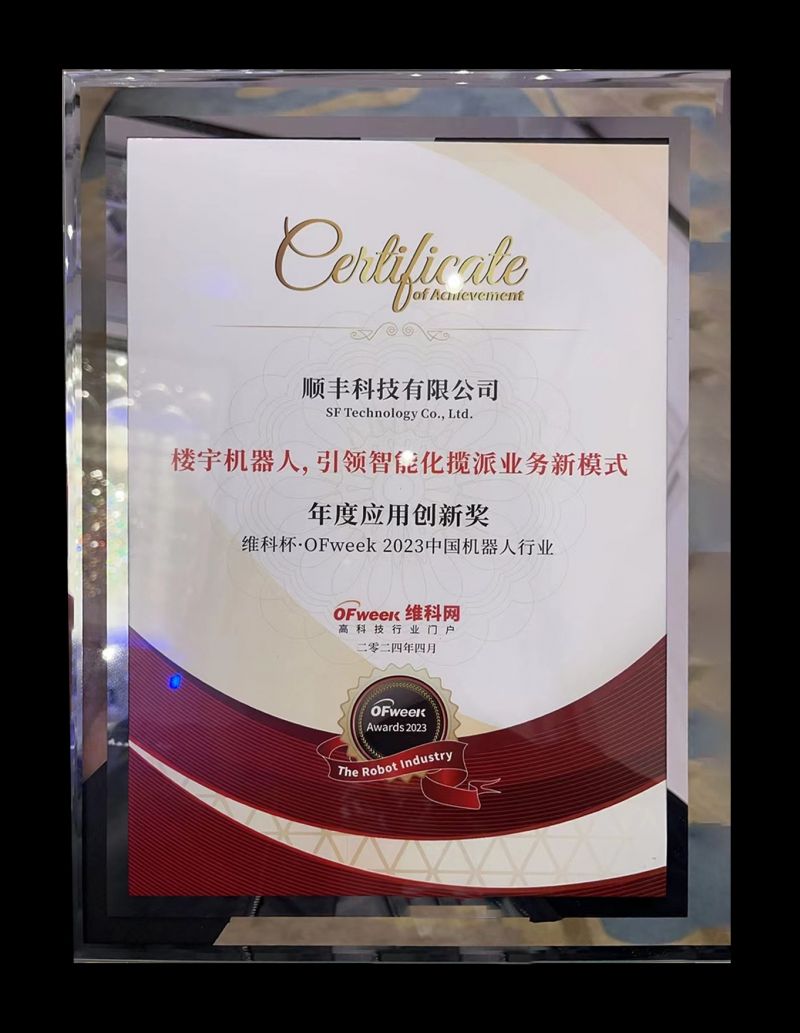 Certificate
of Achievement
顺丰科技有限公司
SF Technology Co., Ltd.
楼宇机器人,引领智能化揽派业务新模式
年度应用创新奖
维科杯·OFweek 2023中国机器人行业
OFweek 维科网
高科技行业门户
二零二四年四月
OFweek
Awards 2023
The Robot Industry